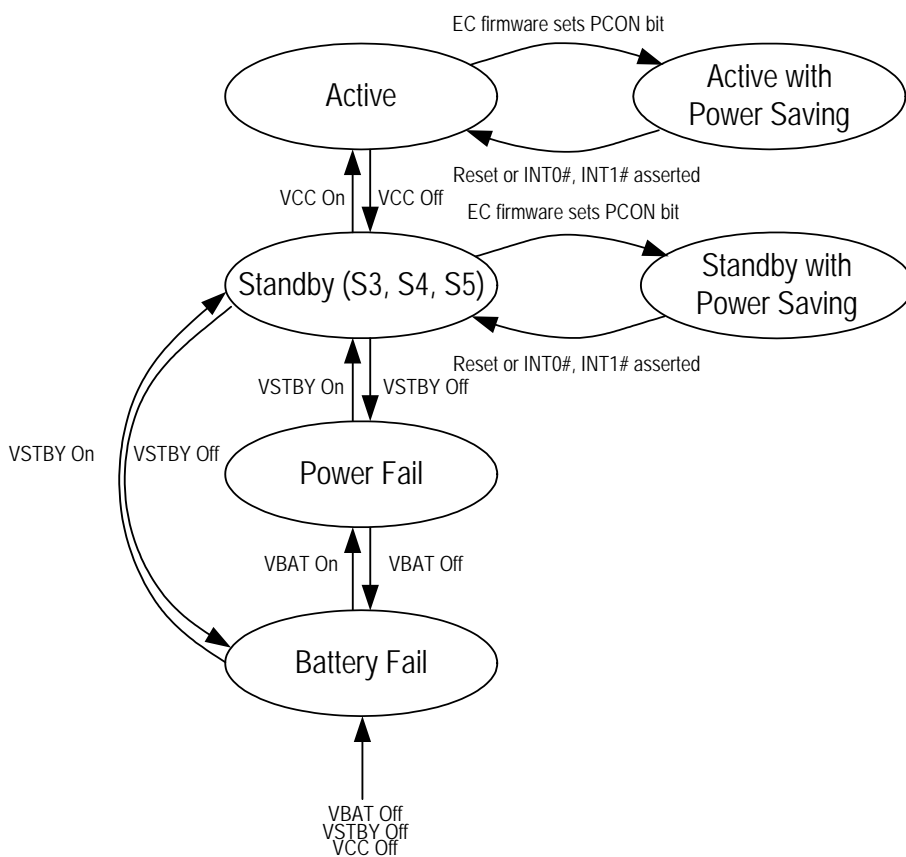 EC firmware sets PCON bit
Active
Active with
Power Saving
Reset or INT0#, INT1# asserted
VCC On
VCC Off
EC firmware sets PCON bit
Standby (S3, S4, S5)
Standby with
Power Saving
Reset or INT0#, INT1# asserted
VSTBY On
VSTBY Off
VSTBY On
VSTBY Off
Power Fail
VBAT On
VBAT Off
Battery Fail
VBAT Off
VSTBY Off
VCC Off